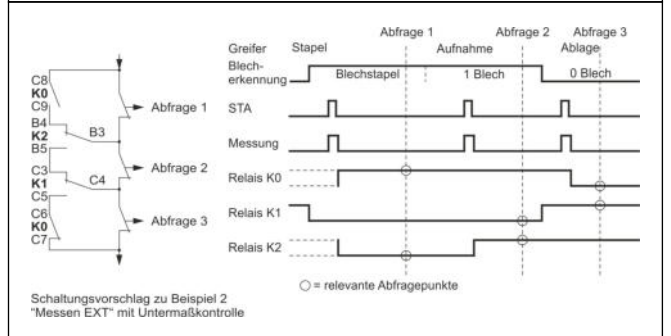 Abfrage 1 Abfrage 2 Abfrage 3
Greifer Stapel Aufnahme Ablage
Blech-
erkennung
Blechstapel 1 Blech 0 Blech
STA
Messung
Relais K0
Relais K1
Relais K2
○ = relevante Abfragepunkte
C8
K0
C9
B4
K2 B3
B5
C3
K1 C4
C5
C6
K0
C7
Abfrage 1
Abfrage 2
Abfrage 3
Schaltungsvorschlag zu Beispiel 2
"Messen EXT" mit Untermaßkontrolle